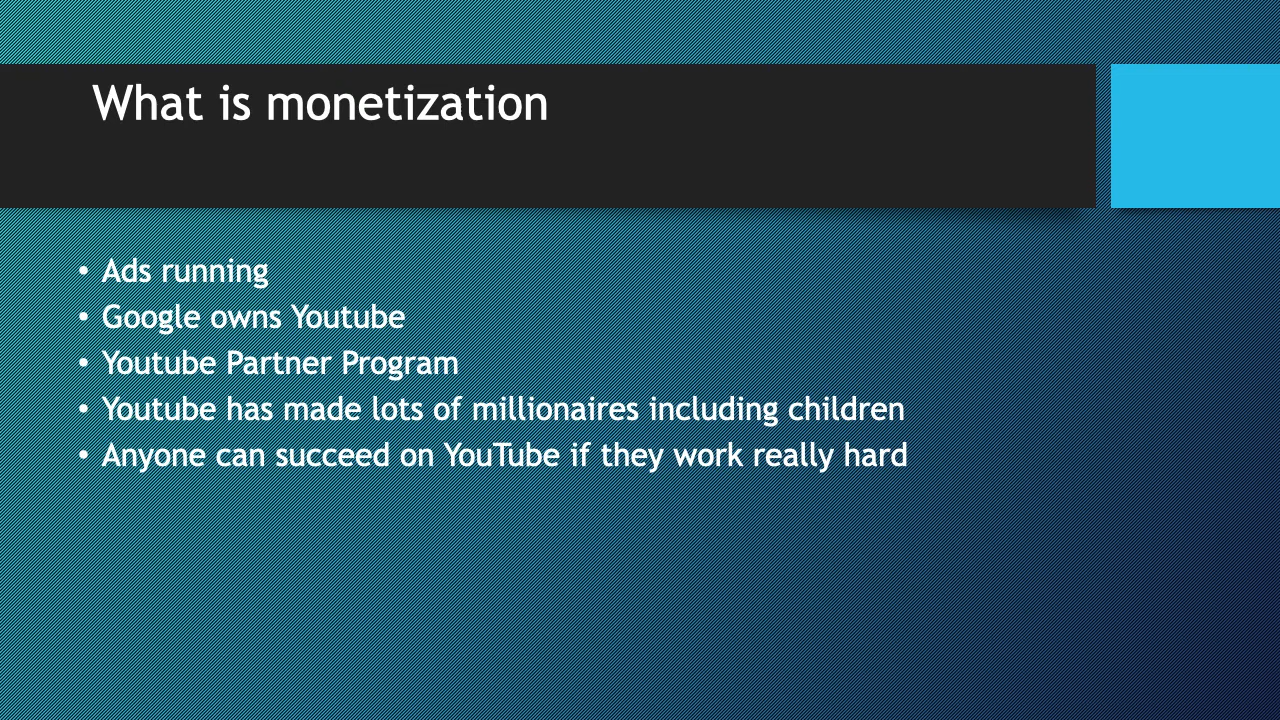 What is monetization
• Ads running
• Google owns Youtube
• Youtube Partner Program
• Youtube has made lots of millionaires including children
• Anyone can succeed on YouTube if they work really hard